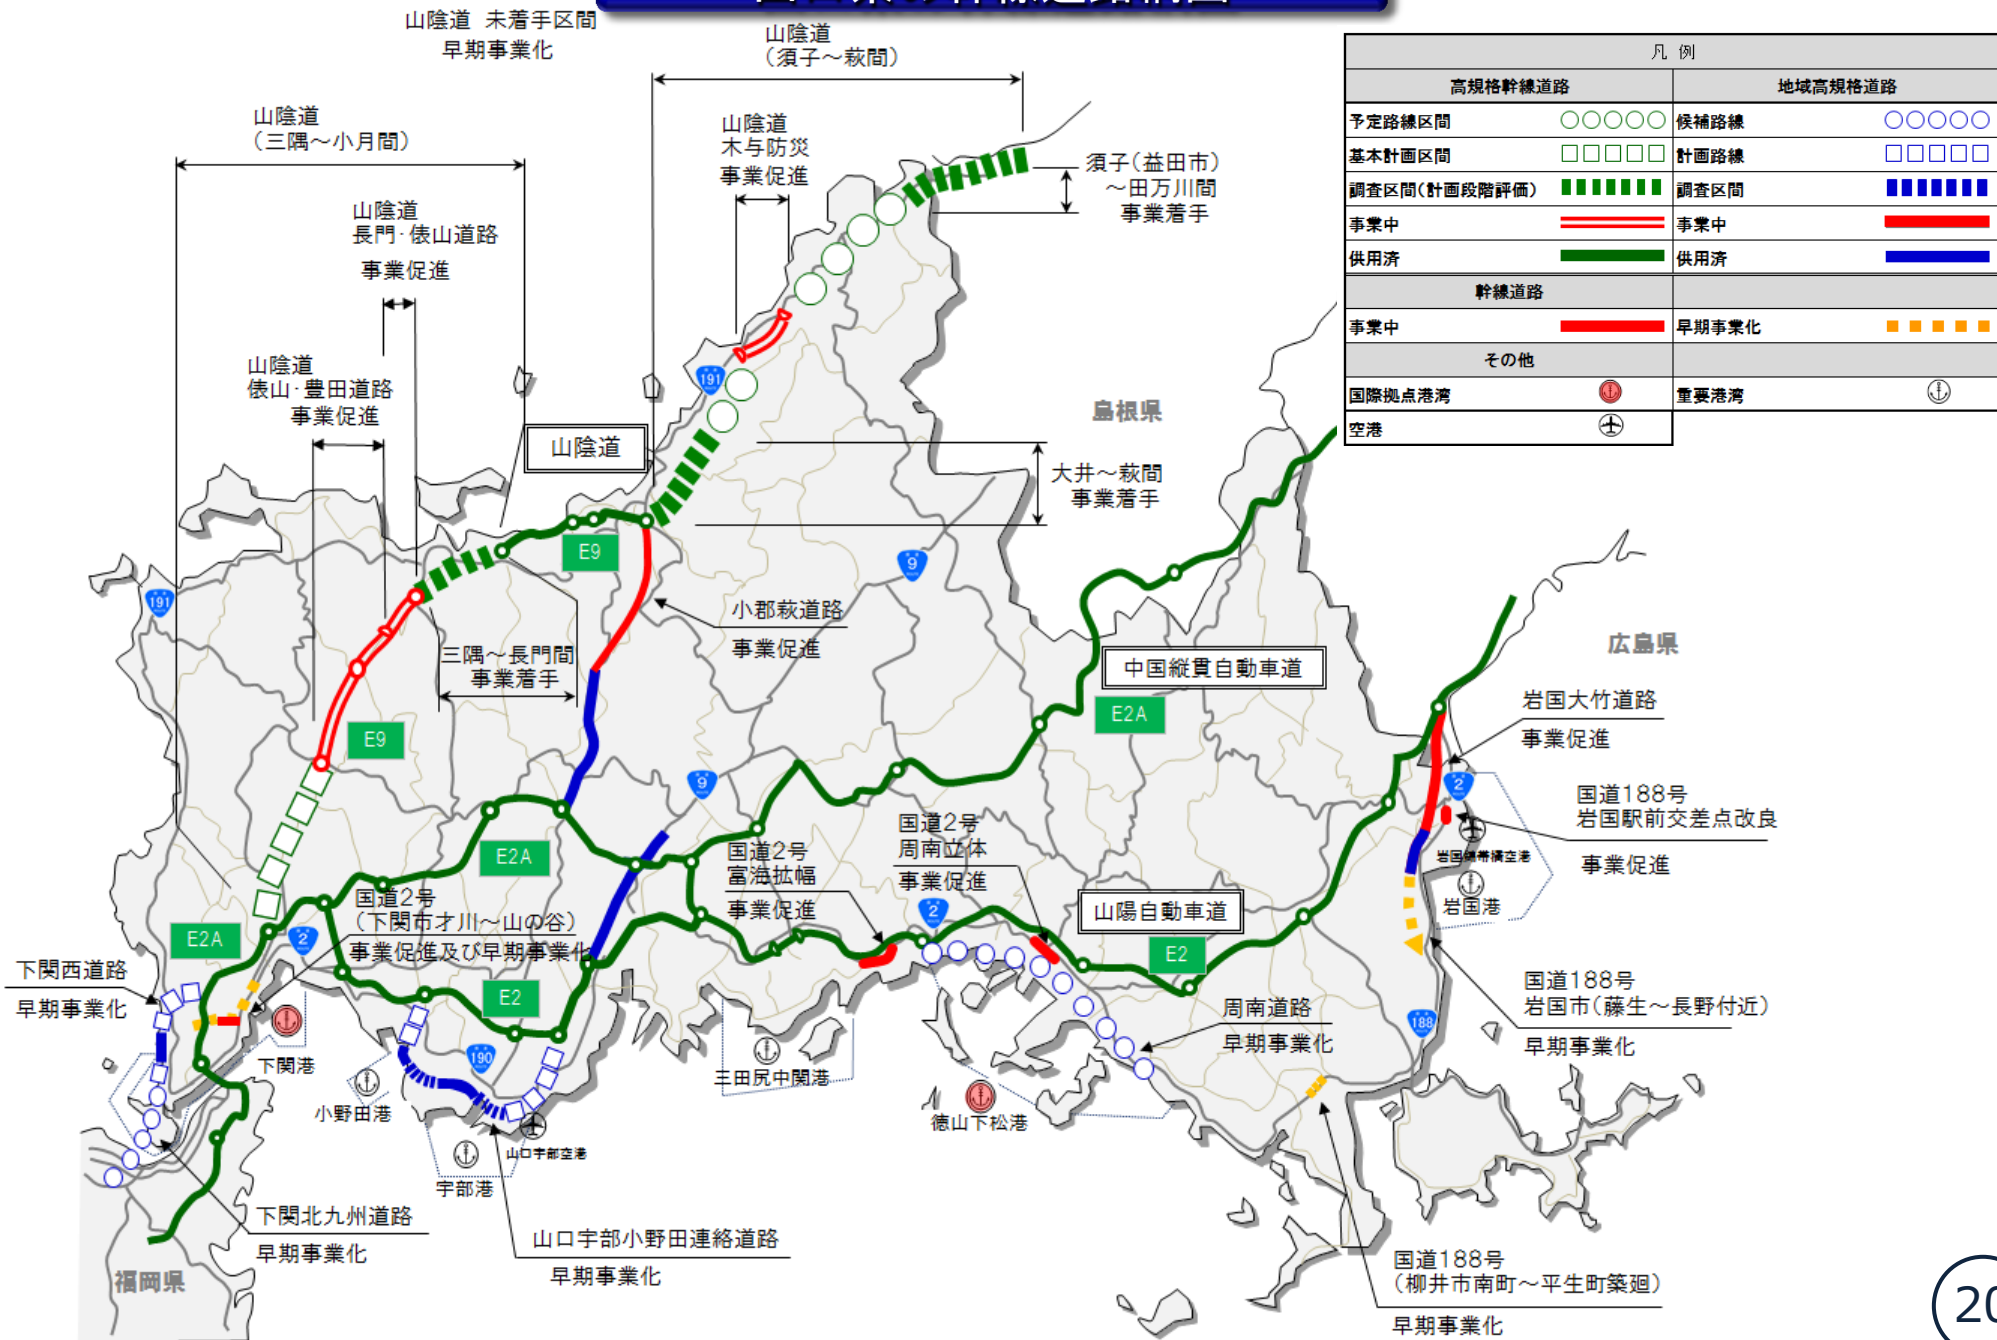 山陰道 未着手区間
早期事業化
山陰道
(須子～萩間)
山陰道
(三隅～小月間)
山陰道
木与防災
事業促進
須子(益田市)
～田万川間
事業着手
山陰道
長門・俵山道路
事業促進
山陰道
俵山・豊田道路
事業促進
山陰道
191
島根県
大井～萩間
事業着手
凡 例
高規格幹線道路
地域高規格道路
予定路線区間
候補路線
基本計画区間
計画路線
調査区間(計画段階評価)
調査区間
事業中
事業中
供用済
供用済
幹線道路
事業中
早期事業化
その他
国際拠点港湾
重要港湾
空港
E9
9
191
小郡萩道路
事業促進
三隅～長門間
事業着手
中国縦貫自動車道
E2A
広島県
岩国大竹道路
事業促進
E9
9
2
国道188号
岩国駅前交差点改良
事業促進
岩国錦帯橋空港
岩国港
E2A
国道2号
富海拡幅
事業促進
国道2号
周南立体
事業促進
2
山陽自動車道
E2
国道2号
(下関市才川～山の谷)
事業促進及び早期事業化
E2A
2
下関西道路
早期事業化
E2
国道188号
岩国市(藤生～長野付近)
早期事業化
周南道路
早期事業化
188
下関港
190
小野田港
三田尻中関港
徳山下松港
山口宇部空港
宇部港
下関北九州道路
早期事業化
山口宇部小野田連絡道路
早期事業化
福岡県
国道188号
(柳井市南町～平生町築廻)
早期事業化
20